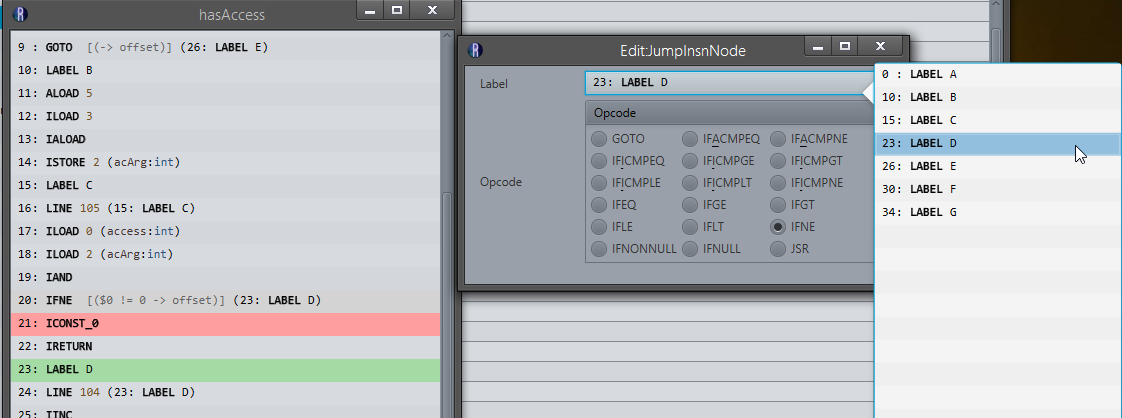 hasAccess
9 : GOTO [(-> offset)] (26: LABEL E)
10: LABEL B
11: ALOAD 5
12: ILOAD 3
13: IALOAD
14: ISTORE 2 (acArg:int)
15: LABEL C
16: LINE 105 (15: LABEL C)
17: ILOAD 0 (access:int)
18: ILOAD 2 (acArg:int)
19: IAND
20: IFNE [($0 != 0 -> offset)] (23: LABEL D)
21: ICONST_0
22: IRETURN
23: LABEL D
24: LINE 104 (23: LABEL D)
25: IINC
Edit:JumpInsnNode
Label
23: LABEL D
Opcode
Opcode
GOTO IFACMPEQ IFACMPNE
IFICMPEQ IFICMPGE IFICMPGT
IFICMPLE IFICMPLT IFICMPNE
IFEQ IFGE IFGT
IFLE IFLT IFNE
IFNONNULL IFNULL JSR
0 : LABEL A
10: LABEL B
15: LABEL C
23: LABEL D
26: LABEL E
30: LABEL F
34: LABEL G